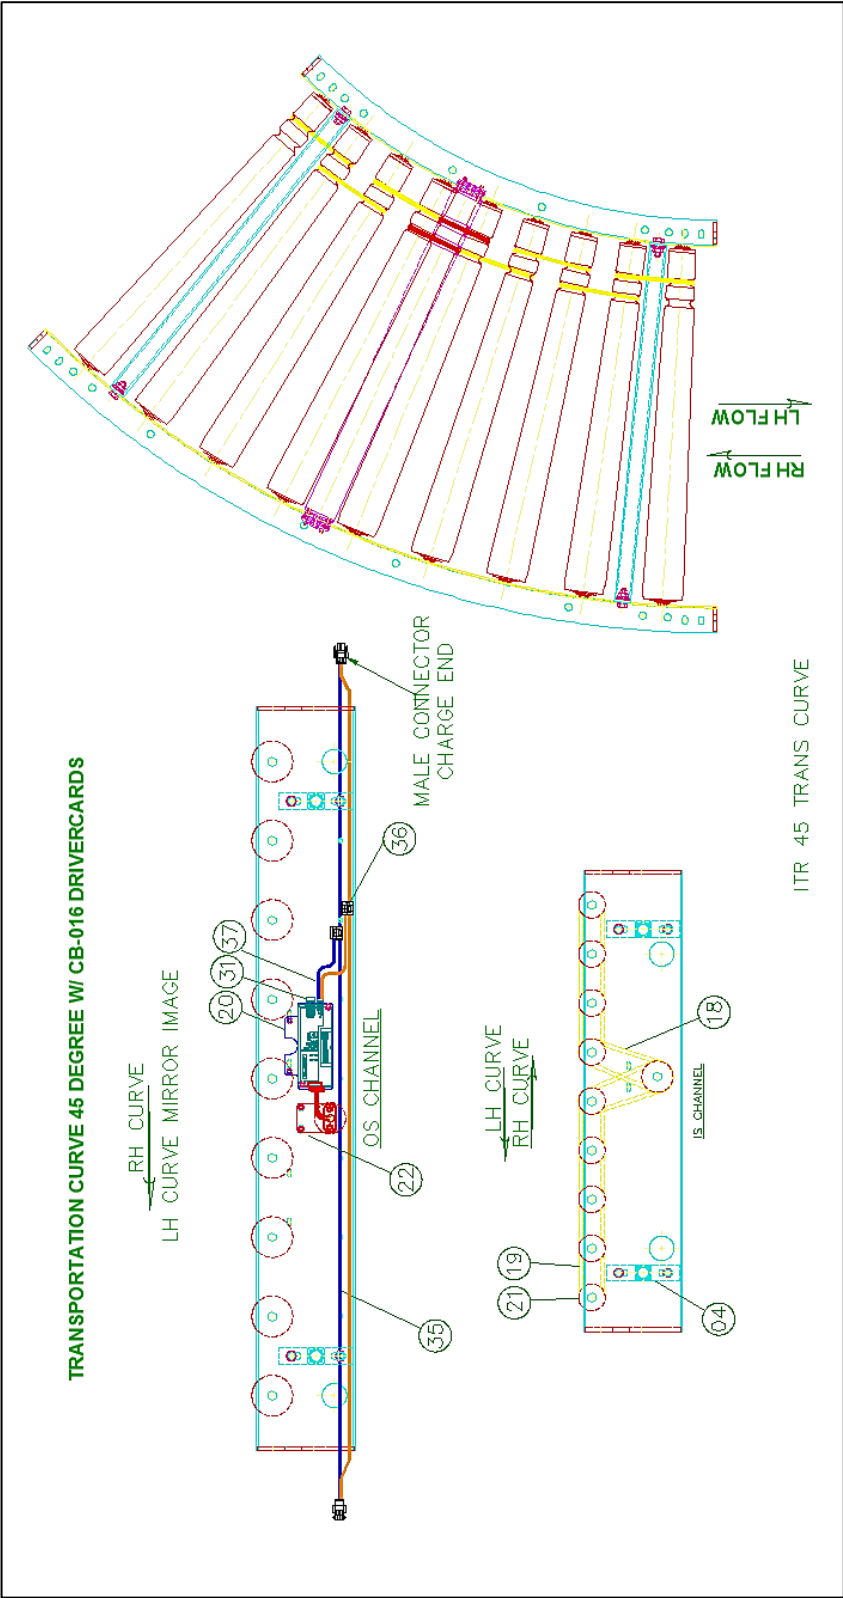 TRANSPORTATION CURVE 45 DEGREE W/ CB-016 DRIVERCARDS
RH CURVE
LH CURVE MIRROR IMAGE
20
31
37
36
MALE CONNECTOR
CHARGE END
OS CHANNEL
22
35
LH CURVE
RH CURVE
21
19
18
IS CHANNEL
04
RH FLOW
LH FLOW
ITR 45 TRANS CURVE